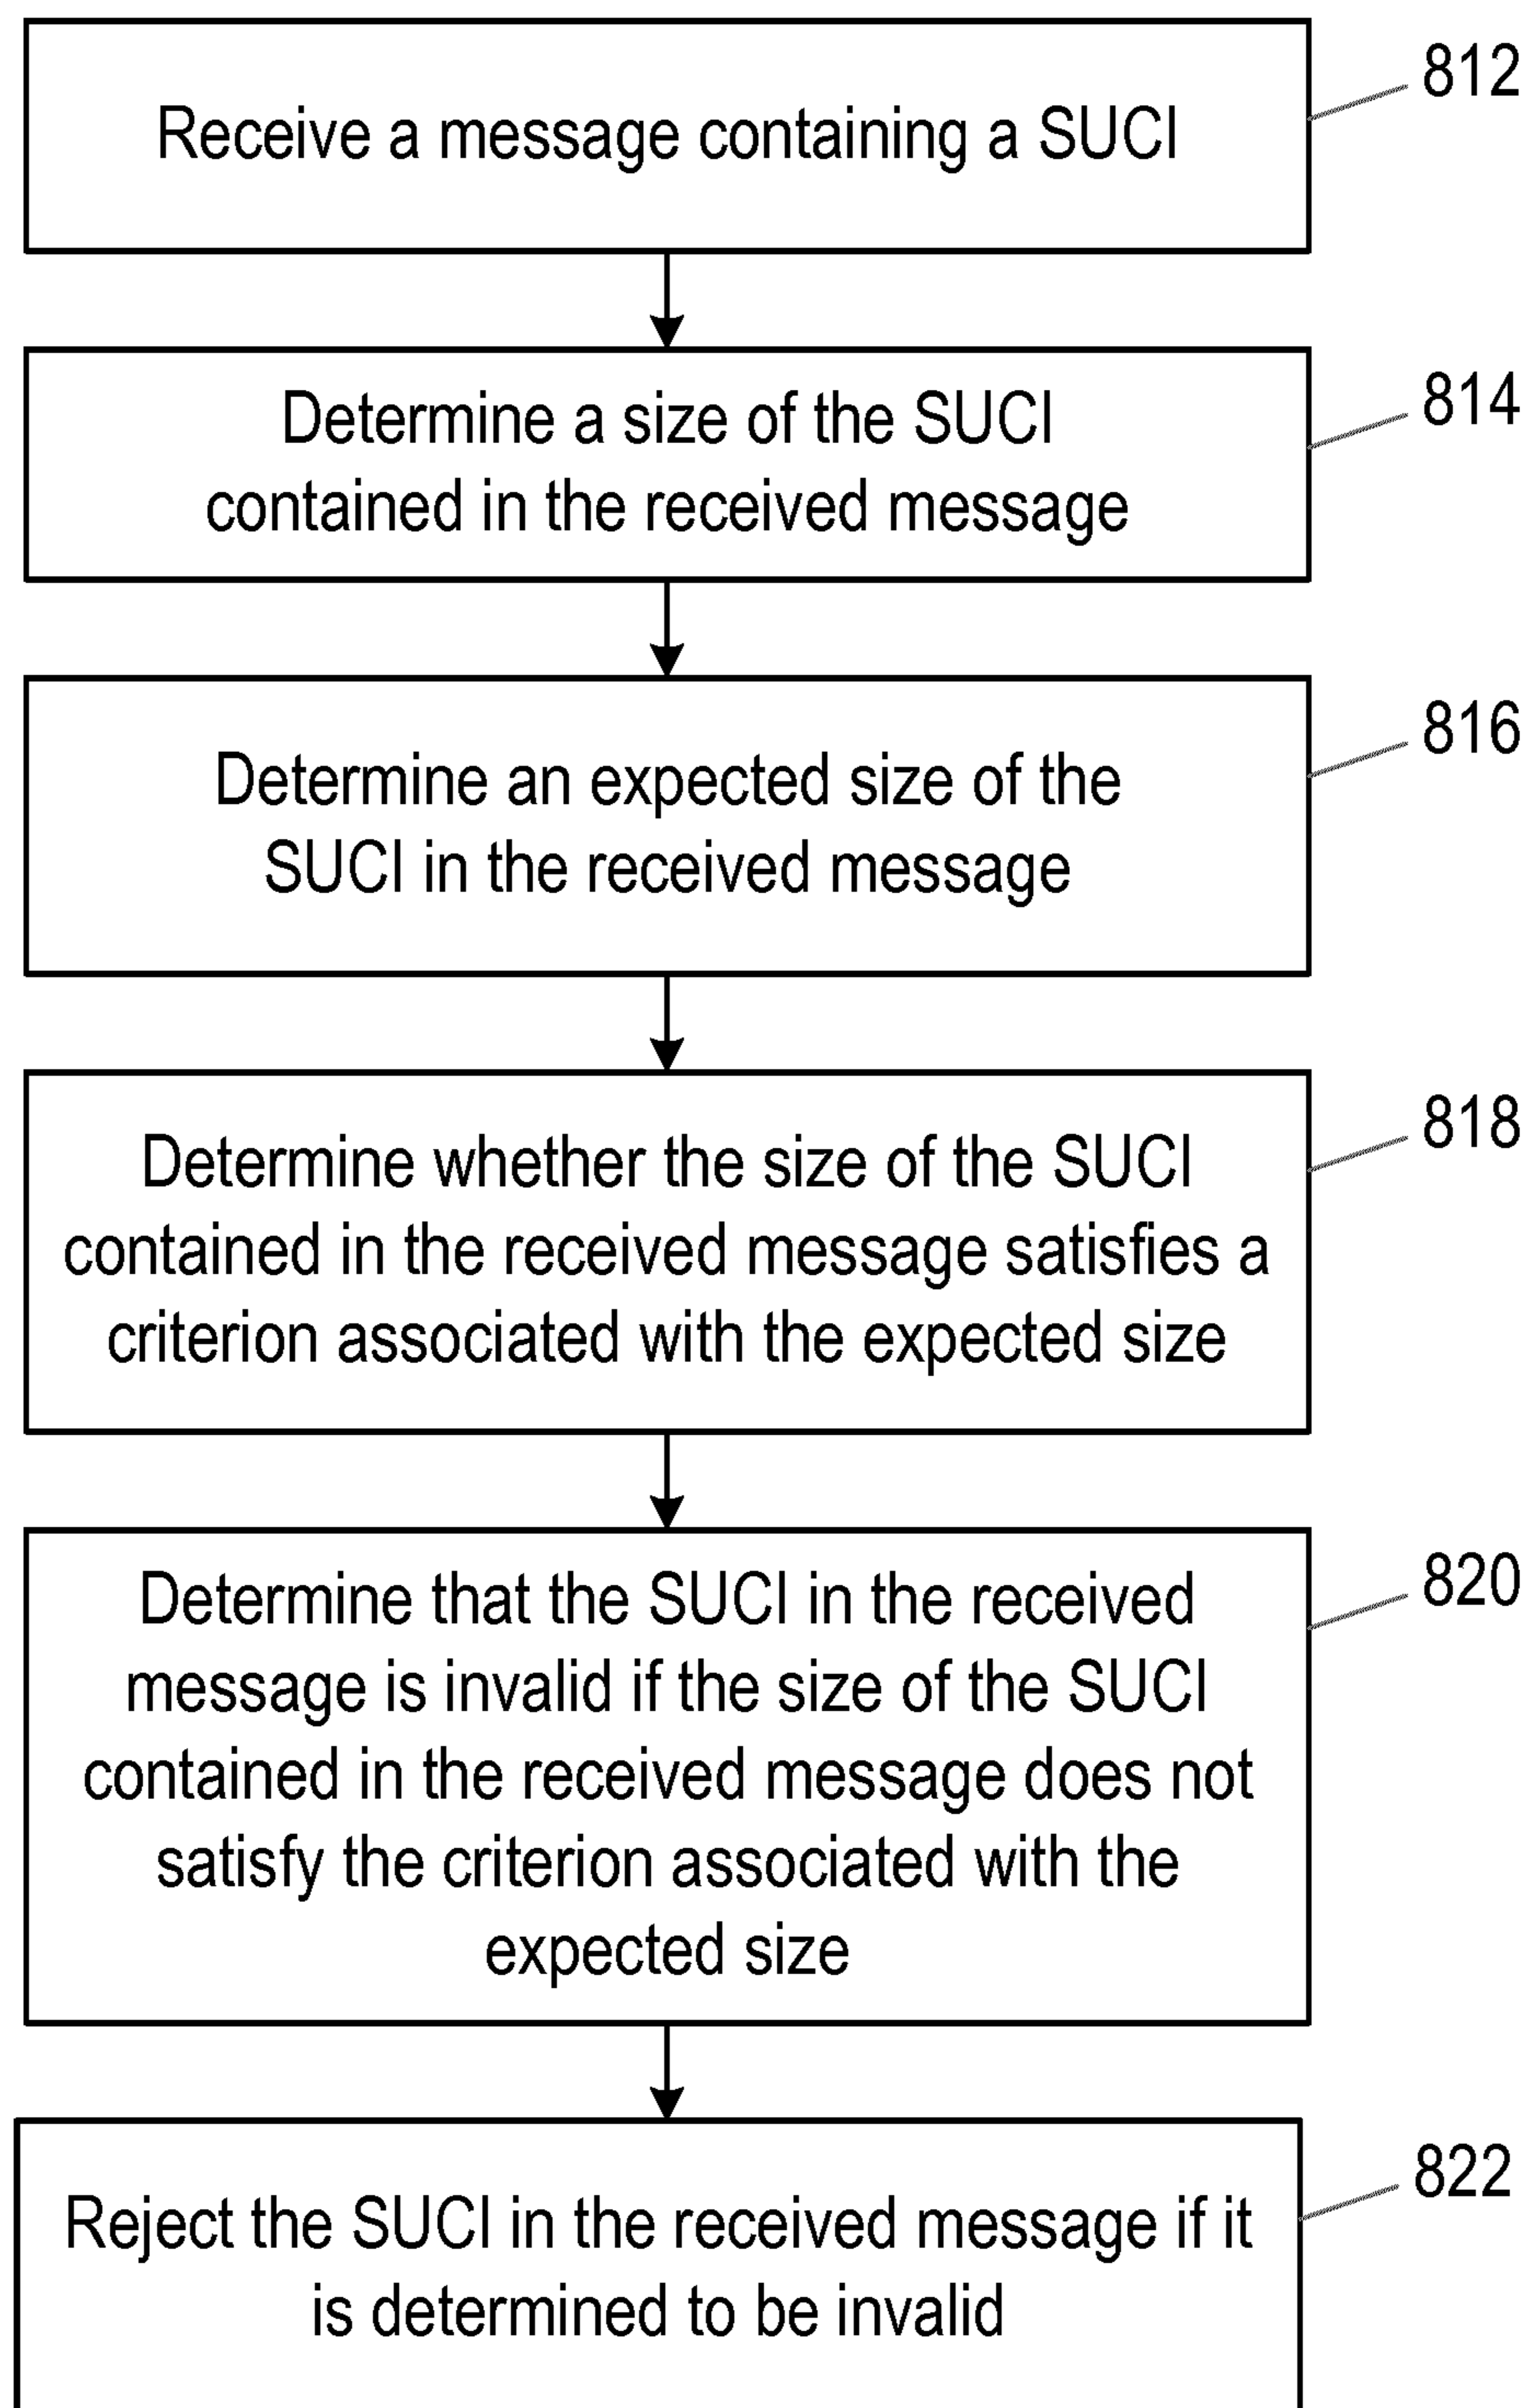 Receive a message containing a SUCI
812
Determine a size of the SUCI
contained in the received message
814
Determine an expected size of the
SUCI in the received message
816
Determine whether the size of the SUCI
contained in the received message satisfies a
criterion associated with the expected size
818
Determine that the SUCI in the received
message is invalid if the size of the SUCI
contained in the received message does not
satisfy the criterion associated with the
expected size
820
Reject the SUCI in the received message if it
is determined to be invalid
822